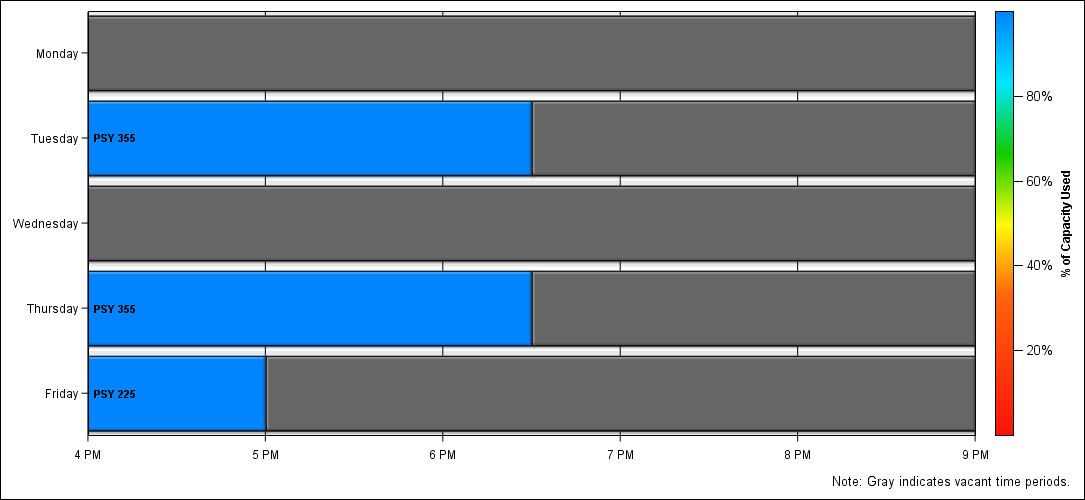 Monday
Tuesday
PSY 355
Wednesday
Thursday
PSY 355
Friday
PSY 225
4 PM
5 PM
6 PM
7 PM
8 PM
9 PM
80%
60%
40%
20%
% of Capacity Used
Note: Gray indicates vacant time periods.